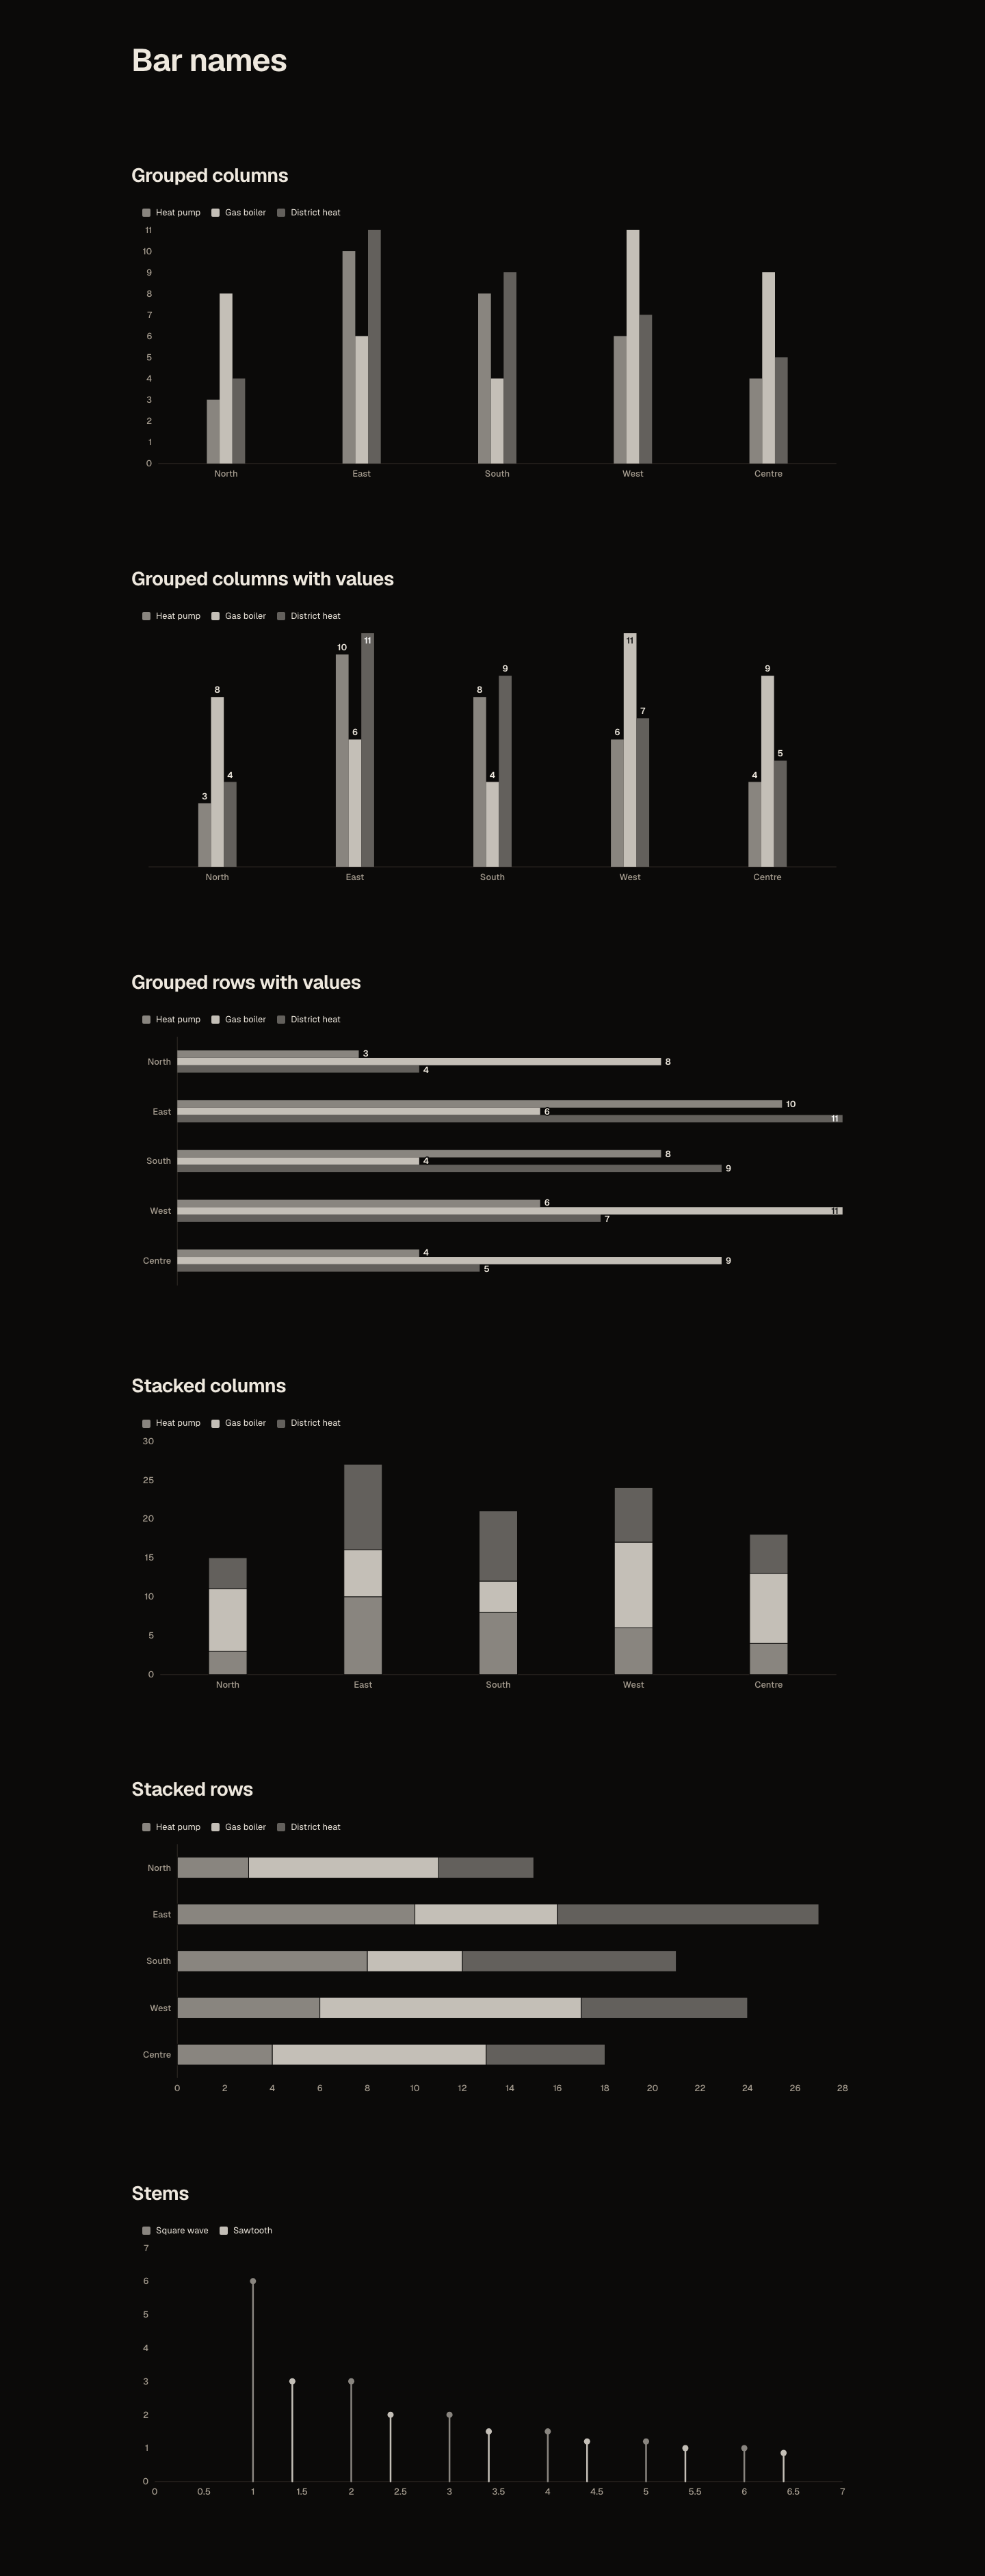 Bar names
Grouped columns
Heat pump Gas boiler District heat
11
10
9
8
7
6
5
4
3
2
1
0
North East South West Centre
Grouped columns with values
Heat pump Gas boiler District heat
3 8 4 10 6 11 8 4 9 6 11 7 4 9 5
North East South West Centre
Grouped rows with values
Heat pump Gas boiler District heat
3
North 8
4
10
East 6
11
8
South 4
9
6
West 11
7
4
Centre 9
5
Stacked columns
Heat pump Gas boiler District heat
30
25
20
15
10
5
0
North East South West Centre
Stacked rows
Heat pump Gas boiler District heat
North
East
South
West
Centre
0 2 4 6 8 10 12 14 16 18 20 22 24 26 28
Stems
Square wave Sawtooth
7
6
5
4
3
2
1
0
0 0.5 1 1.5 2 2.5 3 3.5 4 4.5 5 5.5 6 6.5 7